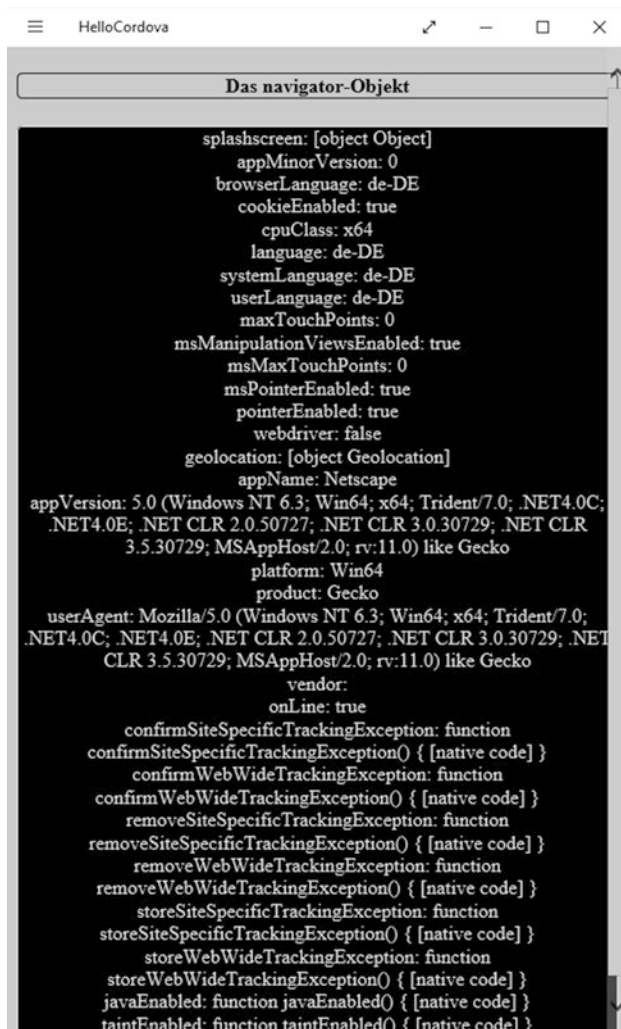 HelloCordova
Das navigator-Objekt
splashscreen: [object Object]
appMinorVersion: 0
browserLanguage: de-DE
cookieEnabled: true
cpuClass: x64
language: de-DE
systemLanguage: de-DE
userLanguage: de-DE
maxTouchPoints: 0
msManipulationViewsEnabled: true
msMaxTouchPoints: 0
msPointerEnabled: true
pointerEnabled: true
webdriver: false
geolocation: [object Geolocation]
appName: Netscape
appVersion: 5.0 (Windows NT 6.3; Win64; x64; Trident/7.0; .NET4.0C;
.NET4.0E; .NET CLR 2.0.50727; .NET CLR 3.0.30729; .NET CLR
3.5.30729; MSAppHost/2.0; rv:11.0) like Gecko
platform: Win64
product: Gecko
userAgent: Mozilla/5.0 (Windows NT 6.3; Win64; x64; Trident/7.0;
.NET4.0C; .NET4.0E; .NET CLR 2.0.50727; .NET CLR 3.0.30729; .NET
CLR 3.5.30729; MSAppHost/2.0; rv:11.0) like Gecko
vendor:
onLine: true
confirmSiteSpecificTrackingException: function
confirmSiteSpecificTrackingException() { [native code] }
confirmWebWideTrackingException: function
confirmWebWideTrackingException() { [native code] }
removeSiteSpecificTrackingException: function
removeSiteSpecificTrackingException() { [native code] }
removeWebWideTrackingException: function
removeWebWideTrackingException() { [native code] }
storeSiteSpecificTrackingException: function
storeSiteSpecificTrackingException() { [native code] }
storeWebWideTrackingException: function
storeWebWideTrackingException() { [native code] }
javaEnabled: function javaEnabled() { [native code] }
taintEnabled: function taintEnabled() { [native code] }